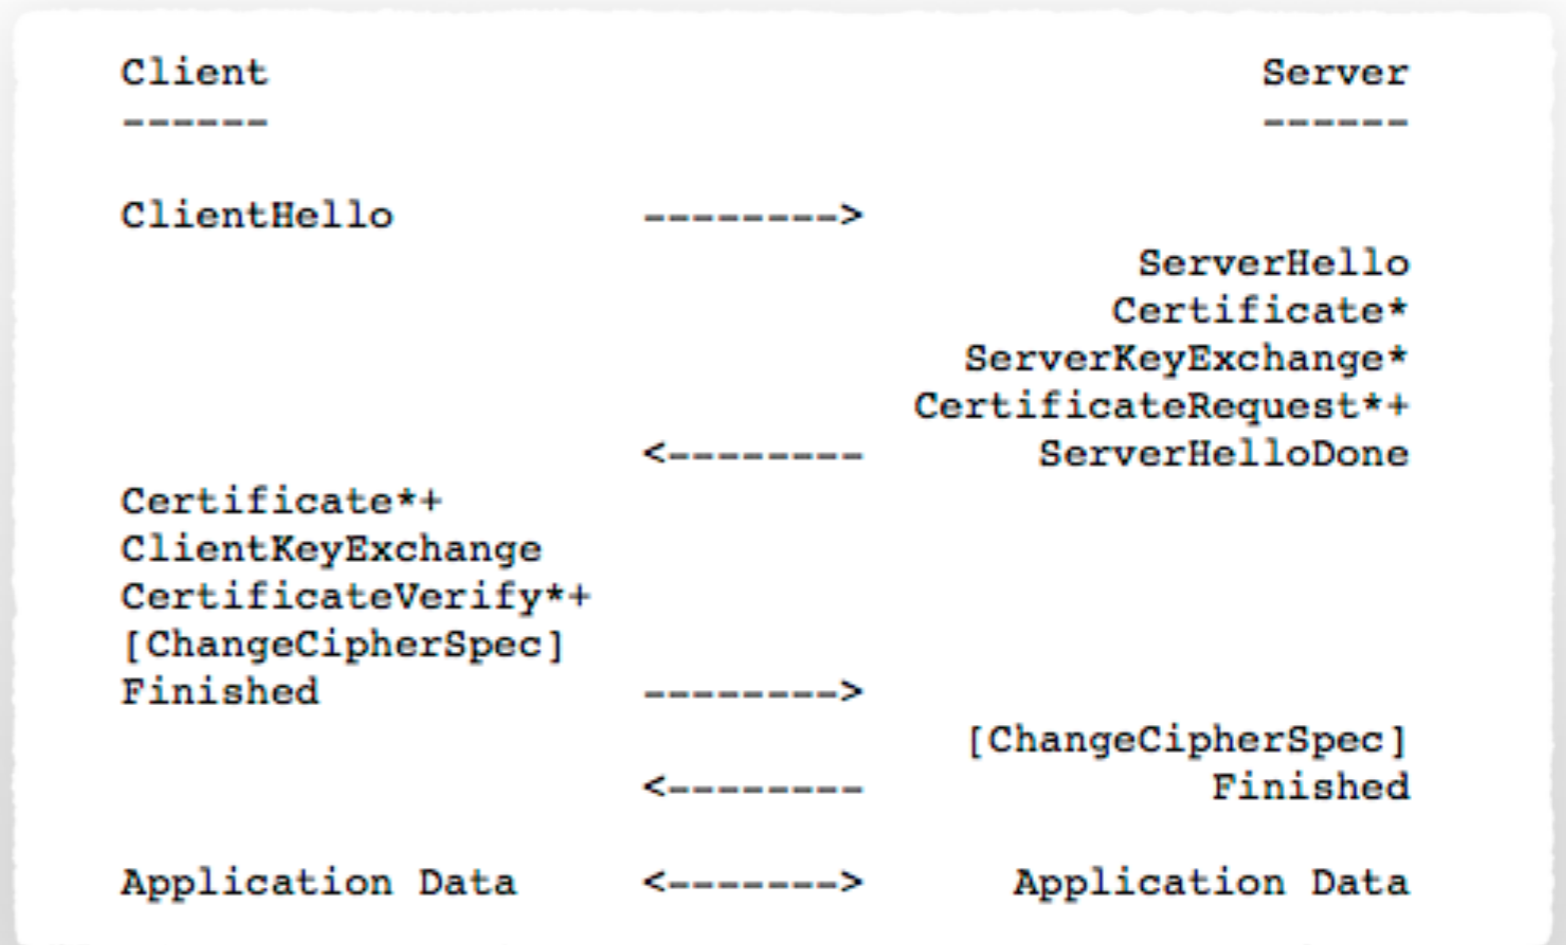 Client                                               Server
------                                               ------
ClientHello          -------->
ServerHello
Certificate*
ServerKeyExchange*
CertificateRequest*+
<--------      ServerHelloDone
Certificate*+
ClientKeyExchange
CertificateVerify*+
[ChangeCipherSpec]
Finished             -------->
[ChangeCipherSpec]
<--------             Finished
Application Data     <------->     Application Data